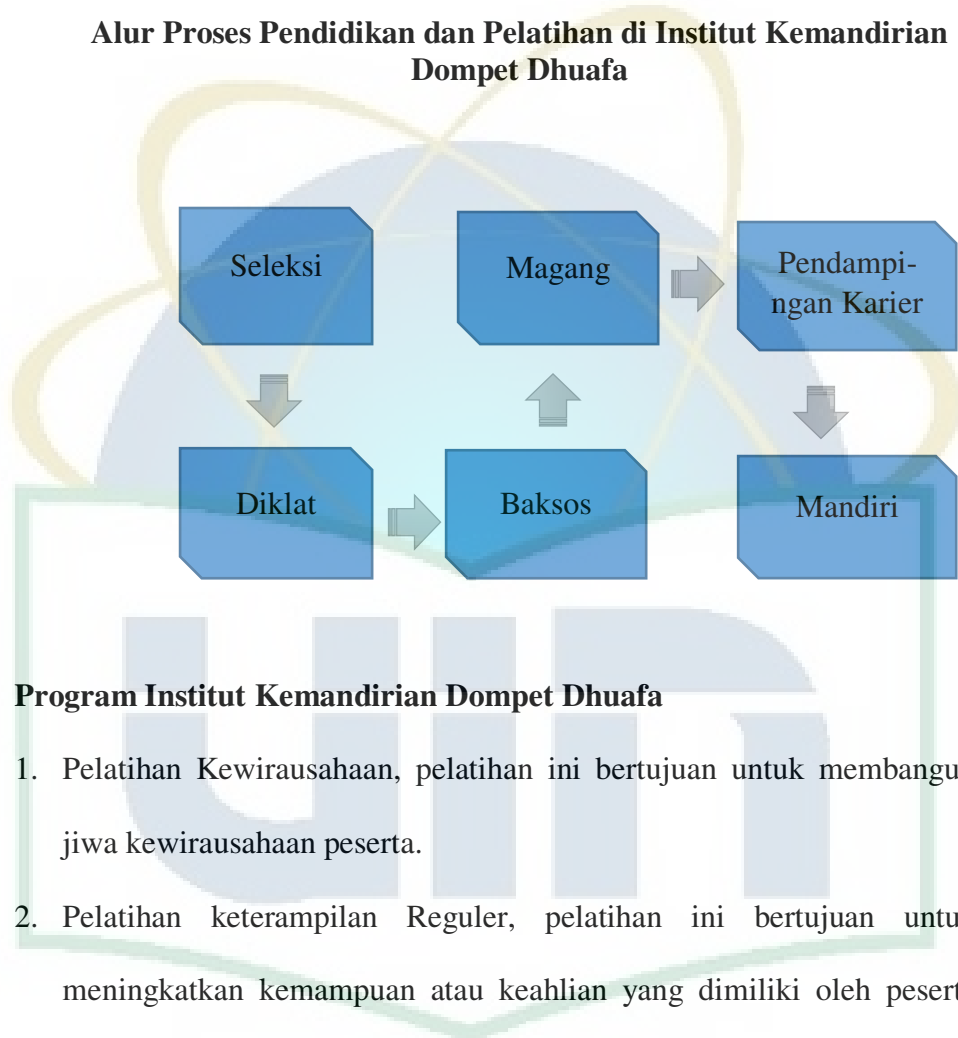 Alur Proses Pendidikan dan Pelatihan di Institut Kemandirian
Dompet Dhuafa
Seleksi
Diklat
Baksos
Magang
Pendampi-
ngan Karier
Mandiri
Program Institut Kemandirian Dompet Dhuafa
1. Pelatihan Kewirausahaan, pelatihan ini bertujuan untuk membangu
jiwa kewirausahaan peserta.
2. Pelatihan keterampilan Reguler, pelatihan ini bertujuan untu
meningkatkan kemampuan atau keahlian yang dimiliki oleh pesert
uin